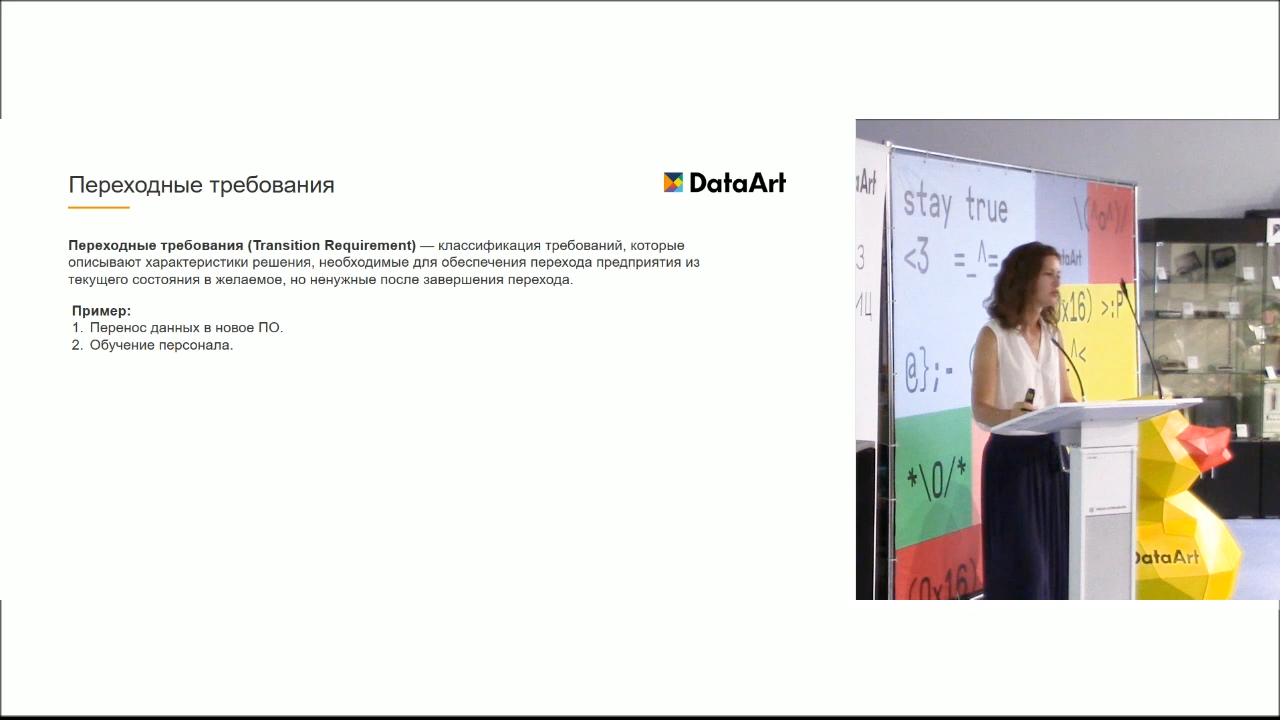 Переходные требования
DataArt
Переходные требования (Transition Requirement) — классификация требований, которые
описывают характеристики решения, необходимые для обеспечения перехода предприятия из
текущего состояния в желаемое, но ненужные после завершения перехода.
Пример:
1. Перенос данных в новое ПО.
2. Обучение персонала.
stay true
<3 =_^=
\(^o^)/
@};-
0x16) >:P
*\O/*
(0x16)
DataArt